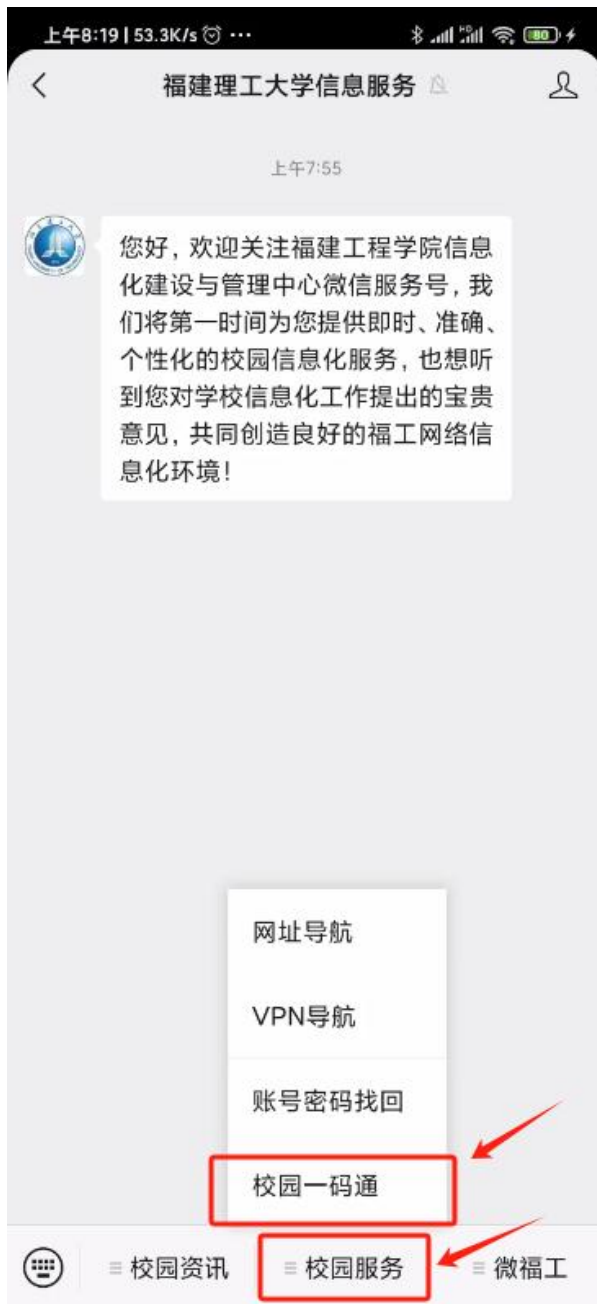 上午8:19 | 53.3K/s ···
HD
80
福建理工大学信息服务
上午7:55
您好，欢迎关注福建工程学院信息
化建设与管理中心微信服务号，我
们将第一时间为您提供即时、准确、
个性化的校园信息化服务，也想听
到您对学校信息化工作提出的宝贵
意见，共同创造良好的福工网络信
息化环境！
网址导航
VPN导航
账号密码找回
校园一码通
校园资讯
校园服务
微福工